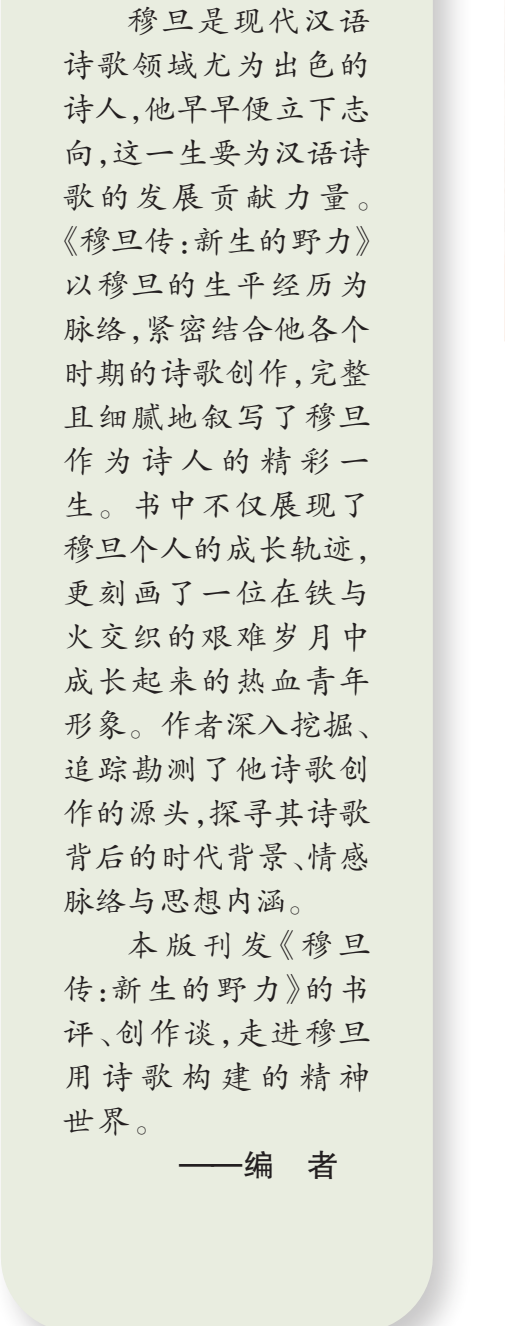 穆旦是现代汉语
诗歌领域尤为出色的
诗人,他早早便立下志
向,这一生要为汉语诗
歌的发展贡献力量。
《穆旦传:新生的野力》
以穆旦的生平经历为
脉络,紧密结合他各个
时期的诗歌创作,完整
且细腻地叙写了穆旦
作为诗人的精彩一
生。书中不仅展现了
穆旦个人的成长轨迹,
更刻画了一位在铁与
火交织的艰难岁月中
成长起来的热血青年
形象。作者深入挖掘、
追踪勘测了他诗歌创
作的源头,探寻其诗歌
背后的时代背景、情感
脉络与思想内涵。
本版刊发《穆旦
传:新生的野力》的书
评、创作谈,走进穆旦
用诗歌构建的精神
世界。
——编　者